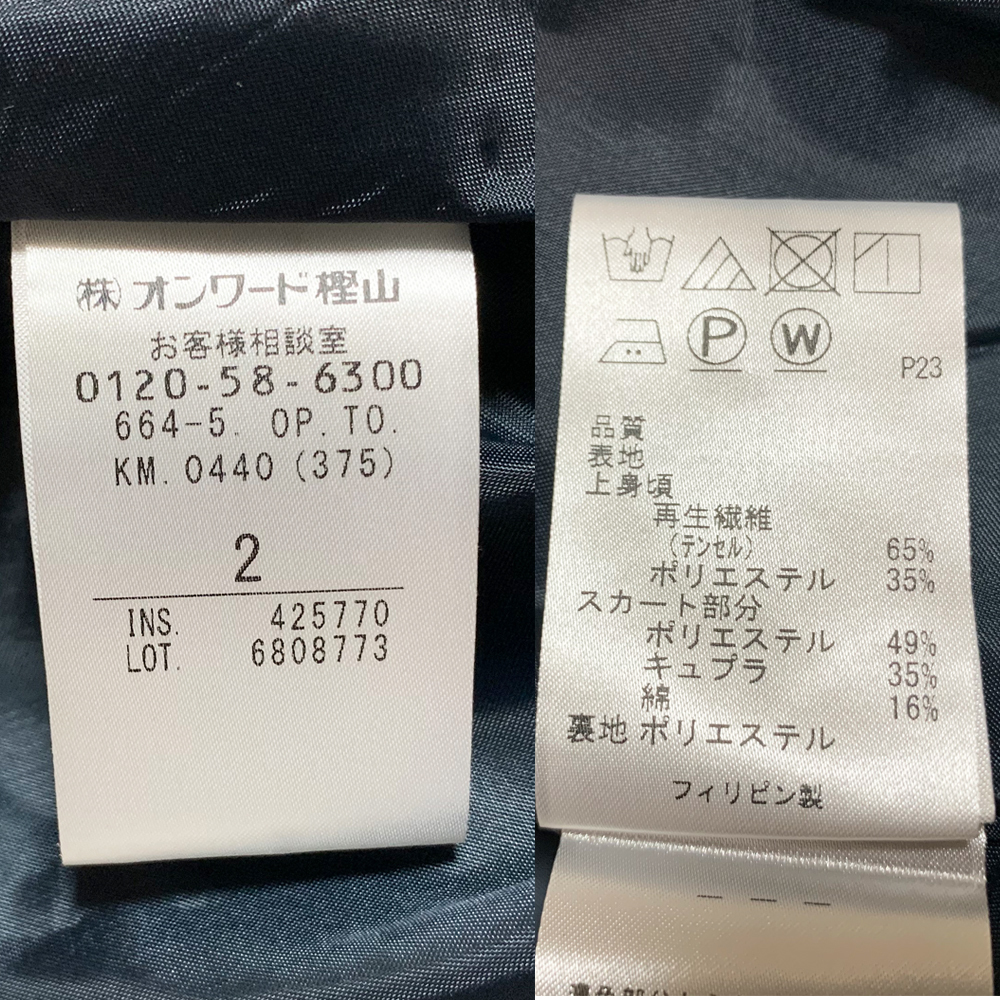 ㈱オンワード樫山
お客様相談室
0120-58-6300
664-5. OP.TO.
KM.0440(375)
2
INS. 425770
LOT. 6808773
P W
P23
品質
表地
上身頃
再生繊維
(テンセル) 65%
ポリエステル 35%
スカート部分
ポリエステル 49%
キュプラ 35%
綿 16%
裏地 ポリエステル
フィリピン製